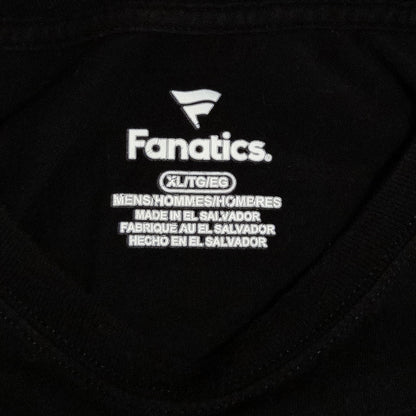 Fanatics.
XL/TG/EG
MENS/HOMMES/HOMBRES
MADE IN EL SALVADOR
FABRIQUÉ AU EL SALVADOR
HECHO EN EL SALVADOR